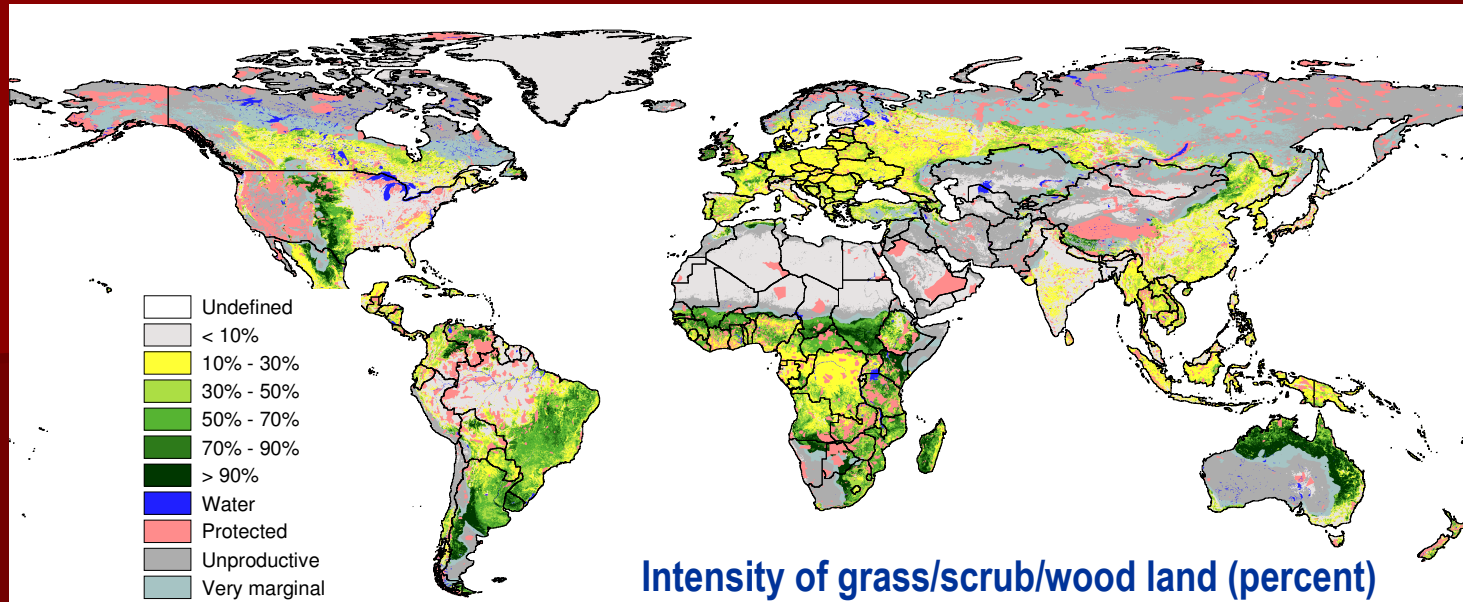 Undefined
< 10%
10% - 30%
30% - 50%
50% - 70%
70% - 90%
> 90%
Water
Protected
Unproductive
Very marginal
Intensity of grass/scrub/wood land (percent)